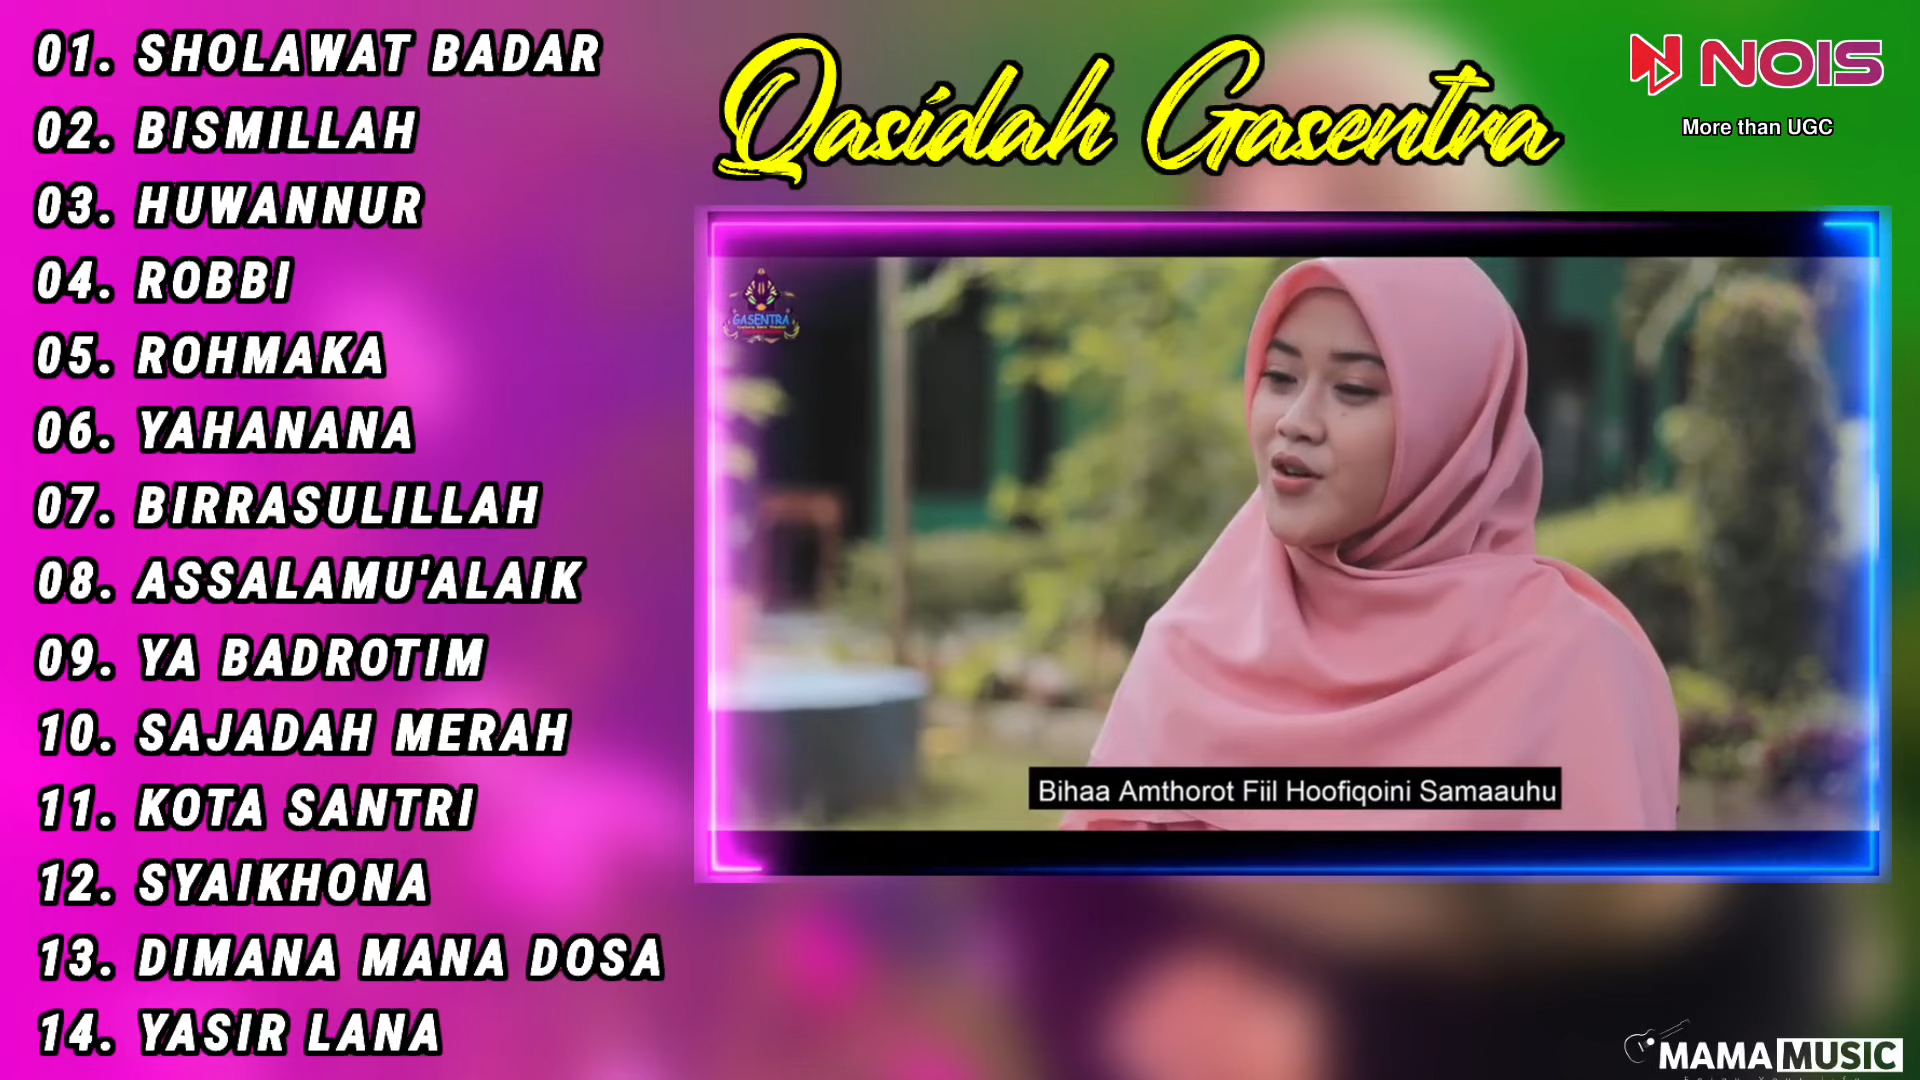 01. SHOLAWAT BADAR
02. BISMILLAH
03. HUWANNUR
04. ROBBI
05. ROHMAKA
06. YAHANANA
07. BIRRASULILLAH
08. ASSALAMU'ALAIK
09. YA BADROTIM
10. SAJADAH MERAH
11. KOTA SANTRI
12. SYAIKHONA
13. DIMANA MANA DOSA
14. YASIR LANA
Qasidah Gasentra
NOIS
More than UGC
GASENTRA
Bihaa Amthorot Fiil Hoofiqoini Samaauhu
MAMA MUSIC